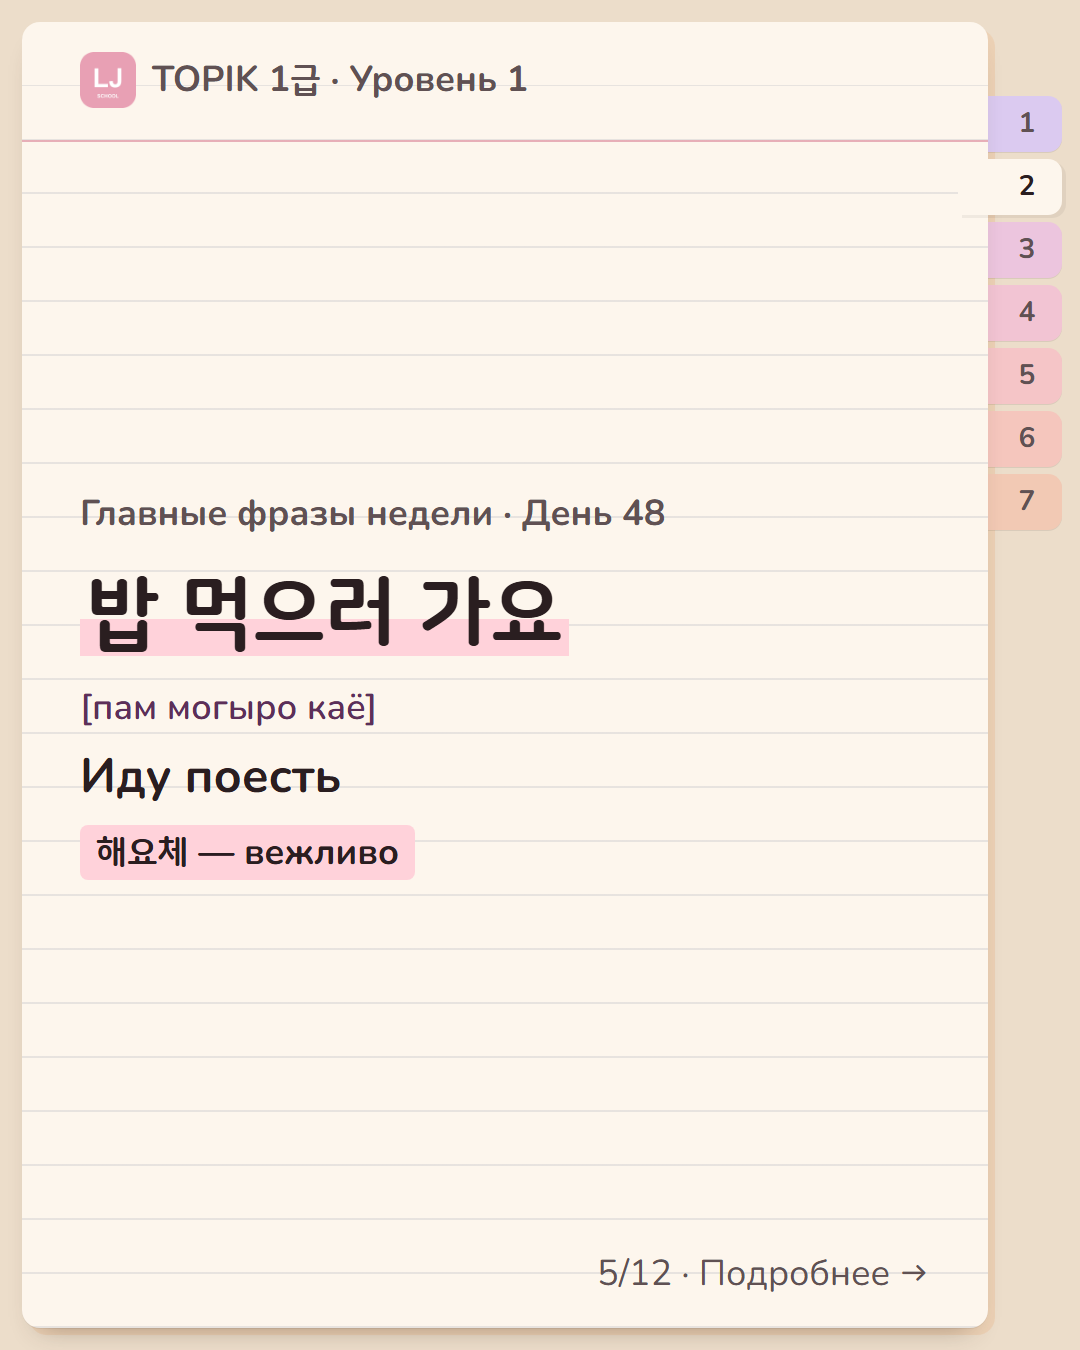 LJ
SCHOOL
TOPIK 1급 · Уровень 1
1
2
3
4
5
6
7
Главные фразы недели · День 48
밥 먹으러 가요
[пам могыро каё]
Иду поесть
해요체 — вежливо
5/12 · Подробнее →